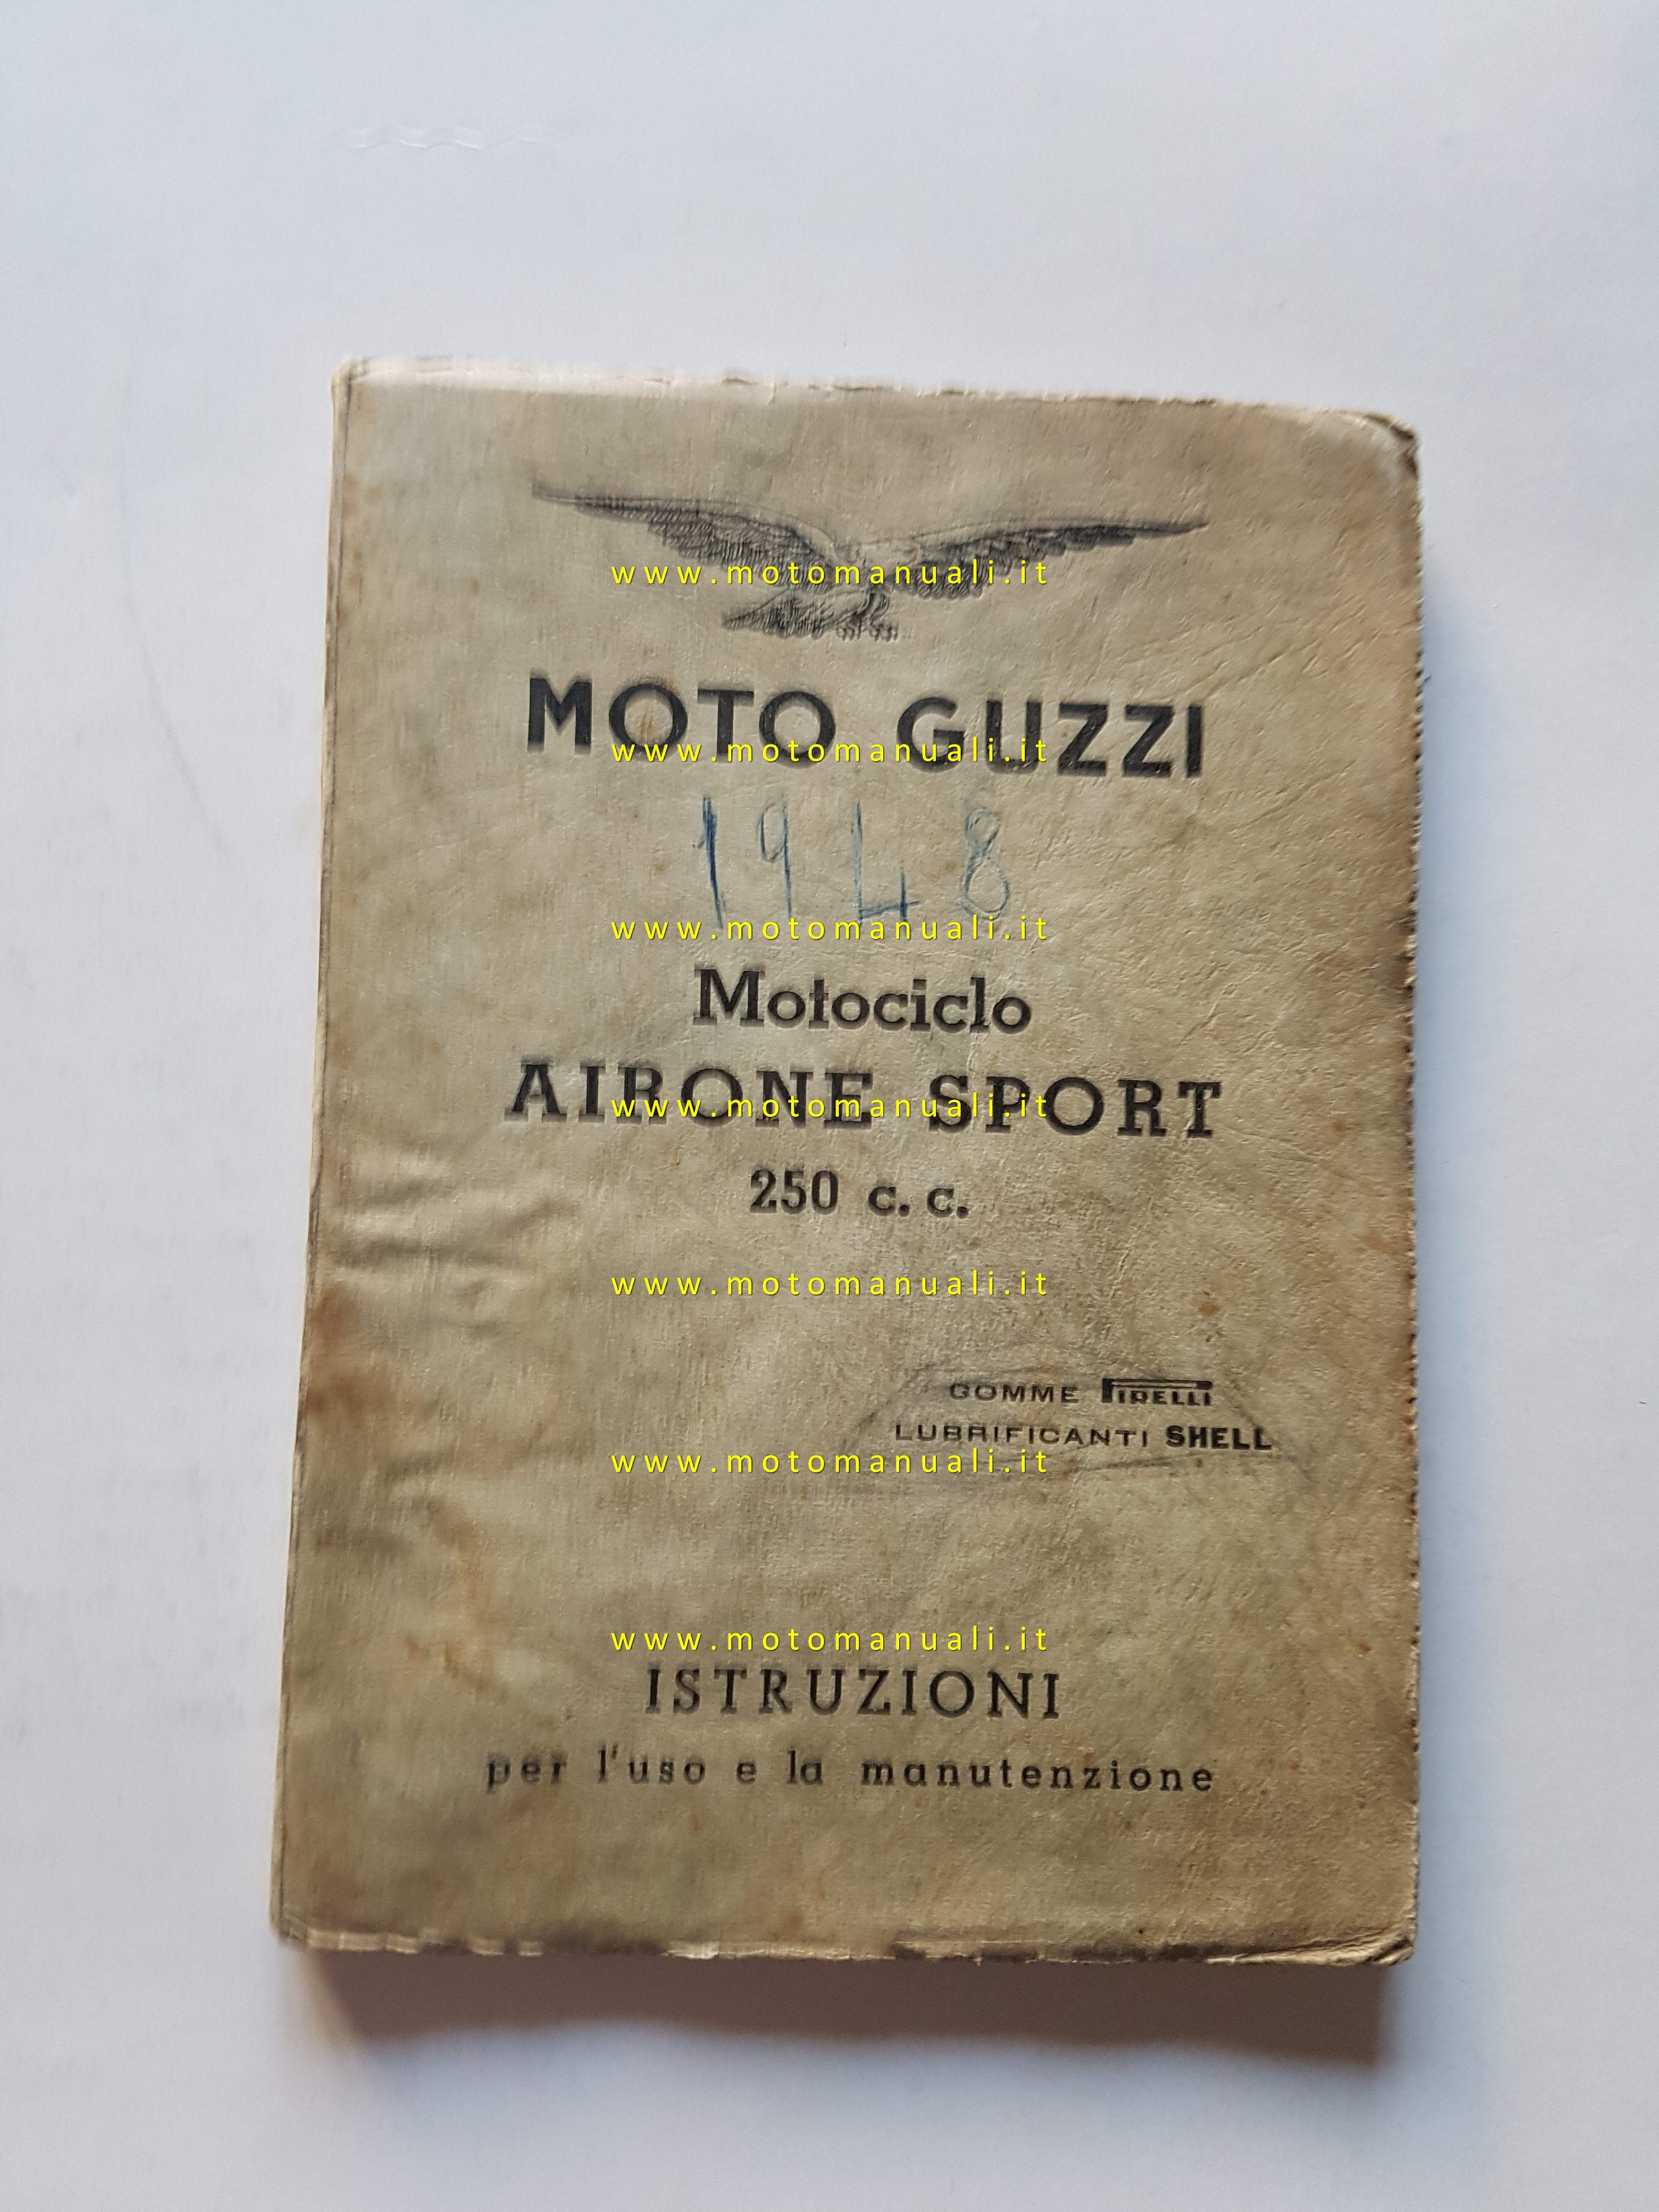 www.motomanuali.it
MOTO GUZZI
www.motomanuali.it
1948
www.motomanuali.it
Motociclo
AIRONE SPORT
www.motomanuali.it
250 c. c.
www.motomanuali.it
GOMME PIRELLI
LUBRIFICANTI SHELL
www.motomanuali.it
www.motomanuali.it
ISTRUZIONI
per l'uso e la manutenzione